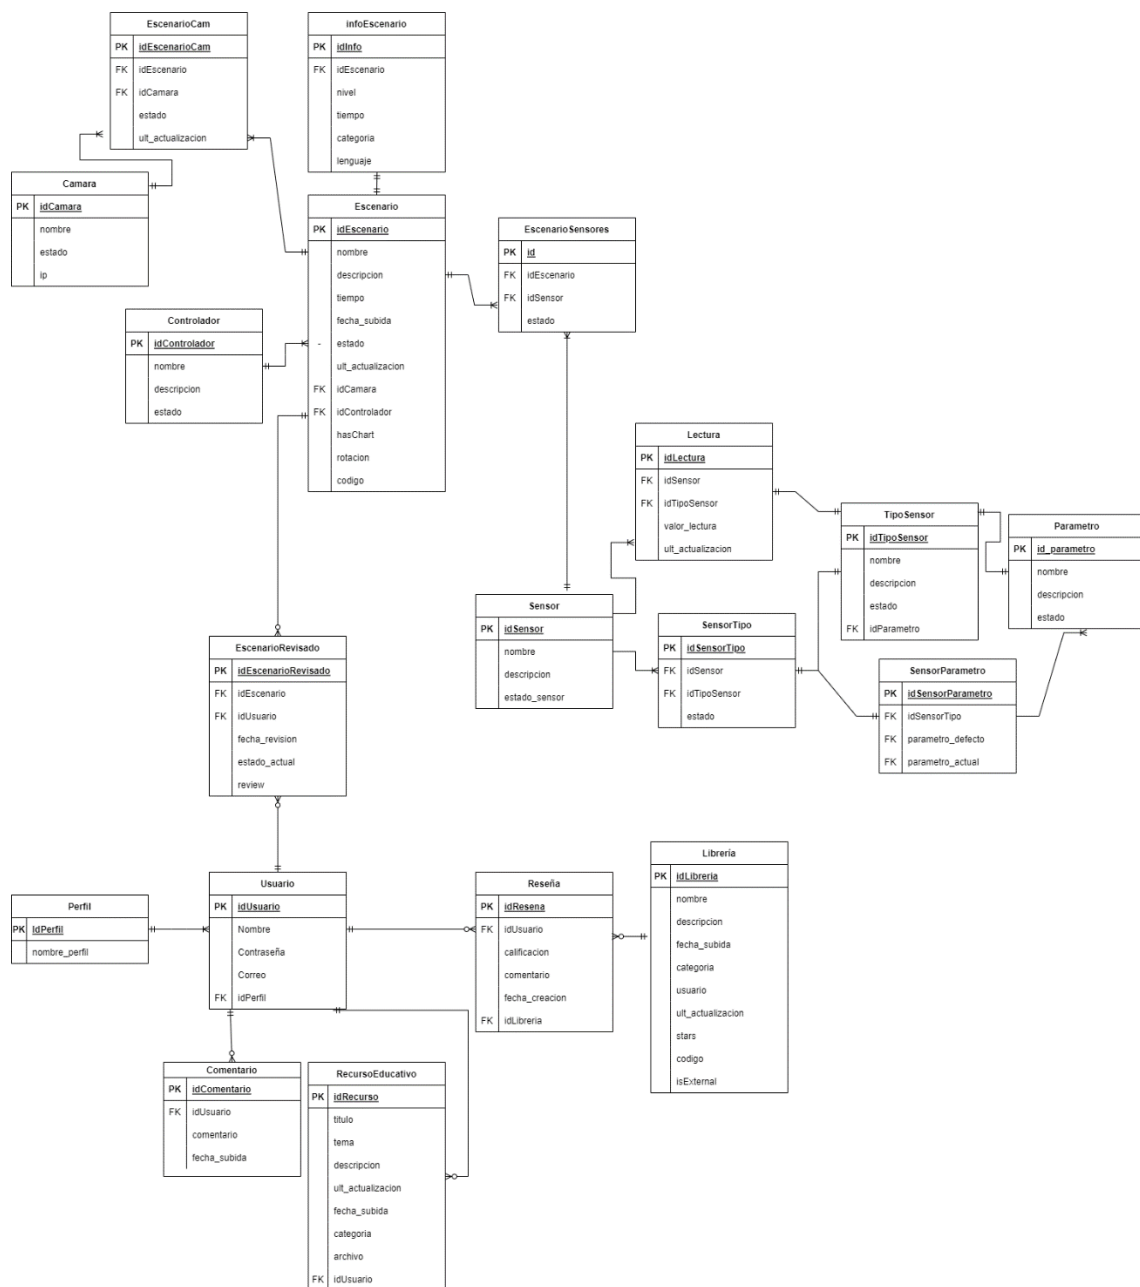 EscenarioCam
PK idEscenarioCam
FK idEscenario
FK idCamara
estado
ult_actualizacion
infoEscenario
PK idInfo
FK idEscenario
nivel
tiempo
categoria
lenguaje
Camara
PK idCamara
nombre
estado
ip
Escenario
PK idEscenario
nombre
descripcion
tiempo
fecha_subida
- estado
ult_actualizacion
FK idCamara
FK idControlador
hasChart
rotacion
codigo
EscenarioSensores
PK id
FK idEscenario
FK idSensor
estado
Controlador
PK idControlador
nombre
descripcion
estado
Lectura
PK idLectura
FK idSensor
FK idTipoSensor
valor_lectura
ult_actualizacion
TipoSensor
PK idTipoSensor
nombre
descripcion
estado
FK idParametro
Parametro
PK id_parametro
nombre
descripcion
estado
Sensor
PK idSensor
nombre
descripcion
estado_sensor
SensorTipo
PK idSensorTipo
FK idSensor
FK idTipoSensor
estado
SensorParametro
PK idSensorParametro
FK idSensorTipo
FK parametro_defecto
FK parametro_actual
EscenarioRevisado
PK idEscenarioRevisado
FK idEscenario
FK idUsuario
fecha_revision
estado_actual
review
Perfil
PK IdPerfil
nombre_perfil
Usuario
PK idUsuario
Nombre
Contraseña
Correo
FK idPerfil
Reseña
PK idResena
FK idUsuario
calificacion
comentario
fecha_creacion
FK idLibreria
Librería
PK idLibreria
nombre
descripcion
fecha_subida
categoria
usuario
ult_actualizacion
stars
codigo
isExternal
Comentario
PK idComentario
FK idUsuario
comentario
fecha_subida
RecursoEducativo
PK idRecurso
titulo
tema
descripcion
ult_actualizacion
fecha_subida
categoria
archivo
FK idUsuario